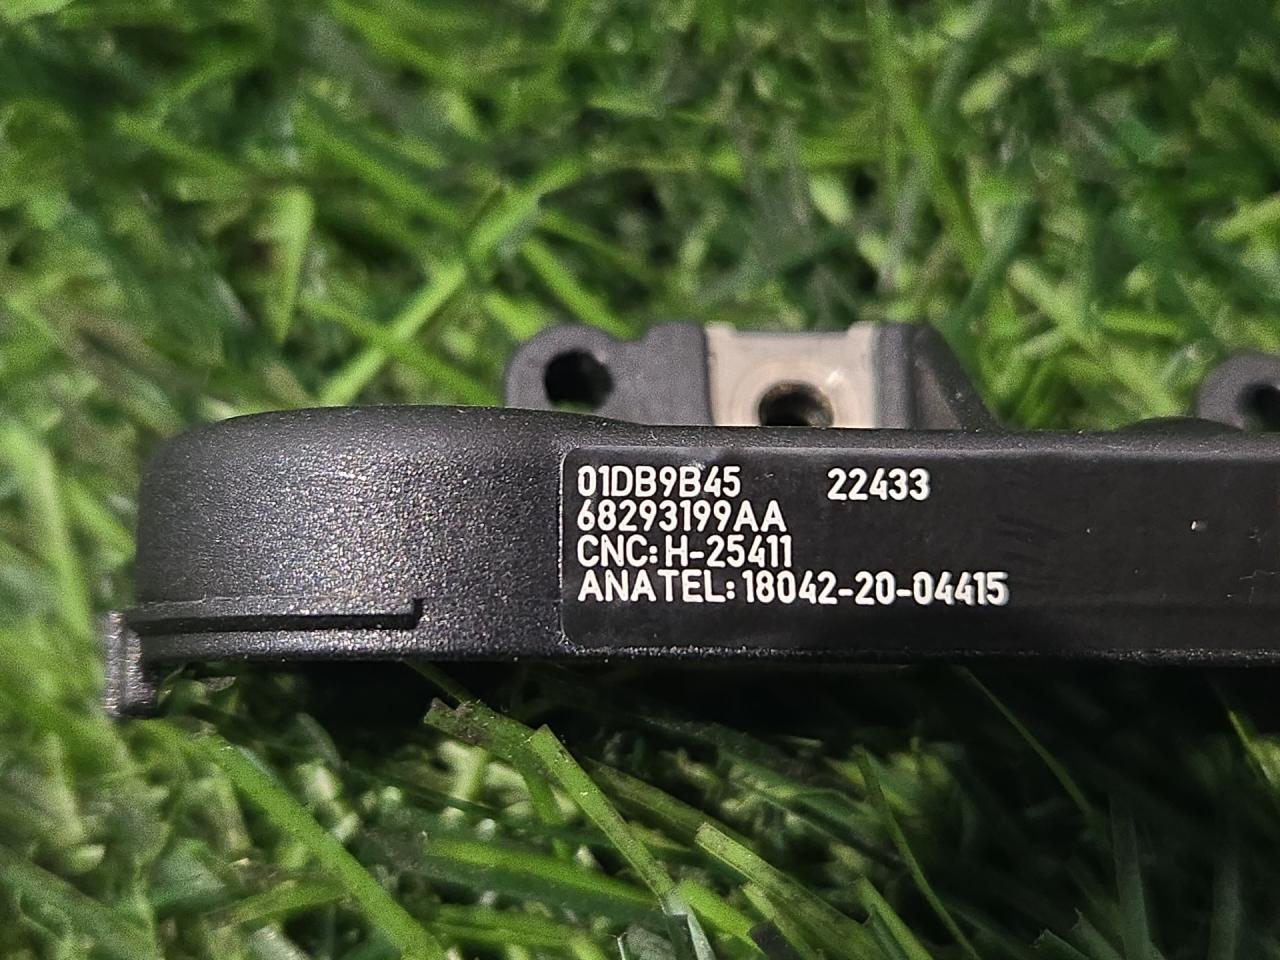 01DB9B45 22433
68293199AA
CNC: H-25411
ANATEL: 18042-20-04415